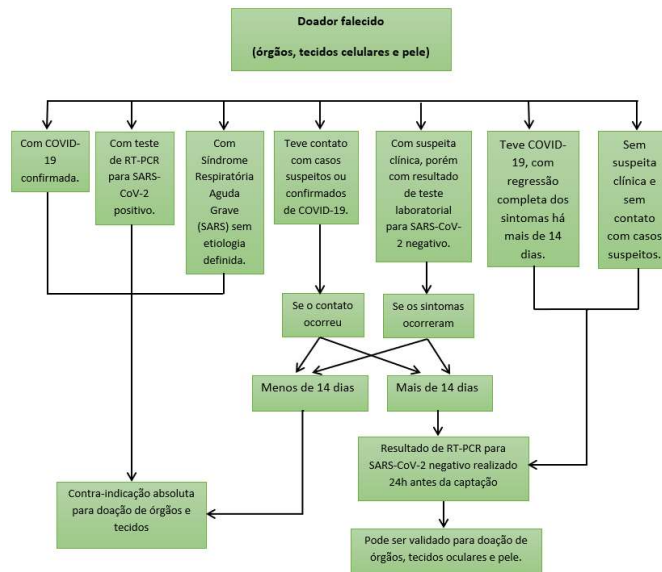 Doador falecido
(órgãos, tecidos celulares e pele)
Com COVID-
19
confirmada.
Com teste
de RT-PCR
para SARS-
CoV-2
positivo.
Com
Síndrome
Respiratória
Aguda
Grave
(SARS) sem
etiologia
definida.
Teve contato
com casos
suspeitos ou
confirmados
de COVID-19.
Com suspeita
clínica, porém
com resultado
de teste
laboratorial
para SARS-CoV-
2 negativo.
Teve COVID-
19, com
regressão
completa dos
sintomas há
mais de 14
dias.
Sem
suspeita
clínica e
sem
contato
com casos
suspeitos.
Se o contato
ocorreu
Se os sintomas
ocorreram
Menos de 14 dias
Mais de 14 dias
Resultado de RT-PCR para
SARS-CoV-2 negativo realizado
24h antes da captação
Contra-indicação absoluta
para doação de órgãos e
tecidos
Pode ser validado para doação de
órgãos, tecidos oculares e pele.